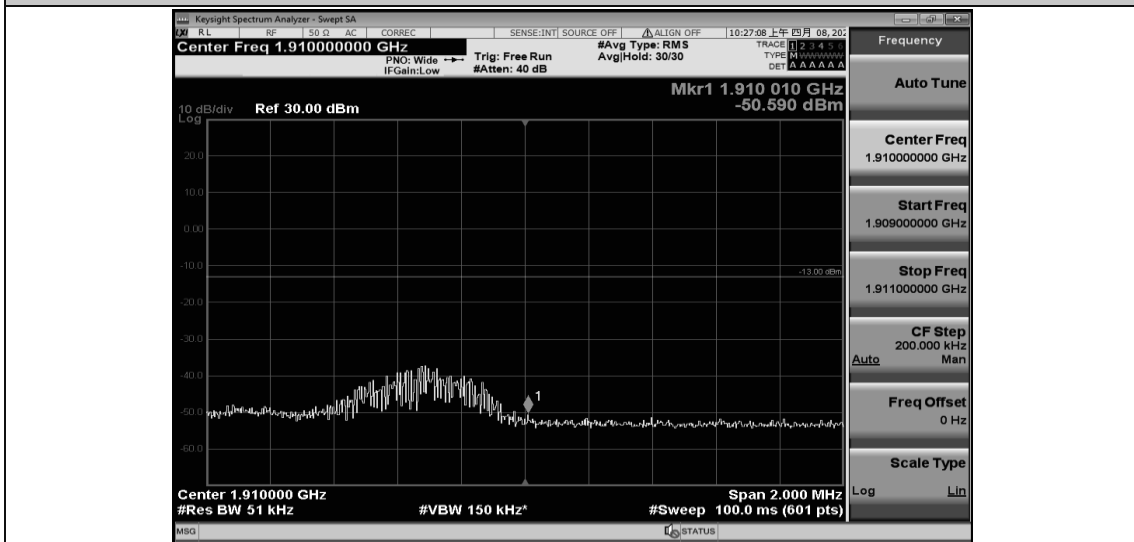 Keysight Spectrum Analyzer - Swept SA
LXI RL RF 50 Ω AC CORREC SENSE:INT SOURCE OFF ALIGN OFF 10:27:08 上午 四月 08, 202
Center Freq 1.910000000 GHz
PNO: Wide
IFGain:Low
Trig: Free Run
#Atten: 40 dB
#Avg Type: RMS
Avg|Hold: 30/30
TRACE 1 2 3 4 5 6
TYPE M W W W W W
DET A A A A A A
Mkr1 1.910 010 GHz
-50.590 dBm
10 dB/div Ref 30.00 dBm
Log
20.0
10.0
0.00
-10.0
-13.00 dBm
-20.0
-30.0
-40.0
1
-50.0
-60.0
Center 1.910000 GHz Span 2.000 MHz
#Res BW 51 kHz #VBW 150 kHz* #Sweep 100.0 ms (601 pts)
MSG STATUS
Frequency
Auto Tune
Center Freq
1.910000000 GHz
Start Freq
1.909000000 GHz
Stop Freq
1.911000000 GHz
CF Step
200.000 kHz
Auto Man
Freq Offset
0 Hz
Scale Type
Log Lin